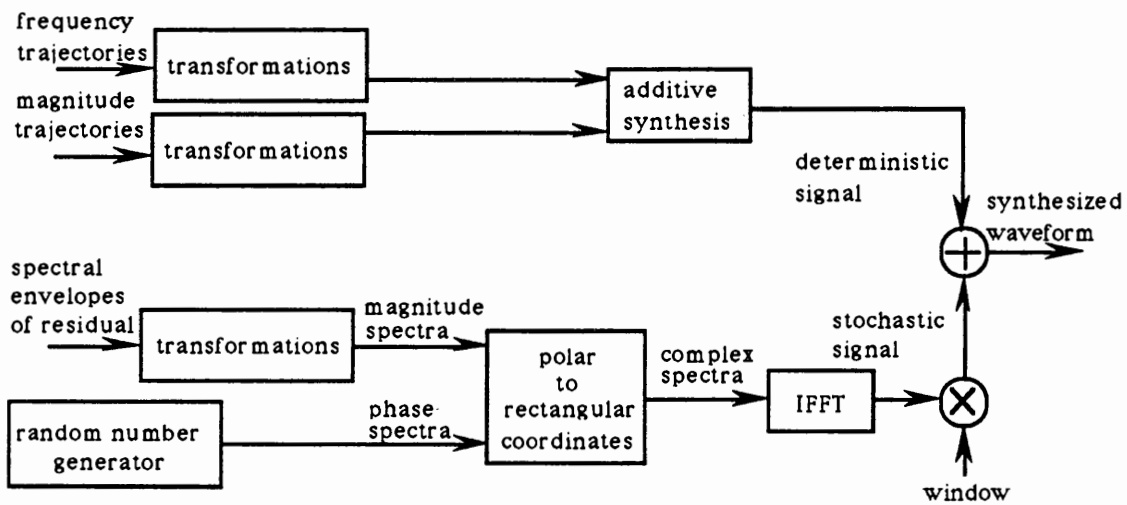 frequency
trajectories
transformations
magnitude
trajectories
transformations
additive
synthesis
deterministic
signal
synthesized
waveform
spectral
envelopes
of residual
transformations
magnitude
spectra
random number
generator
phase
spectra
polar
to
rectangular
coordinates
complex
spectra
IFFT
stochastic
signal
window